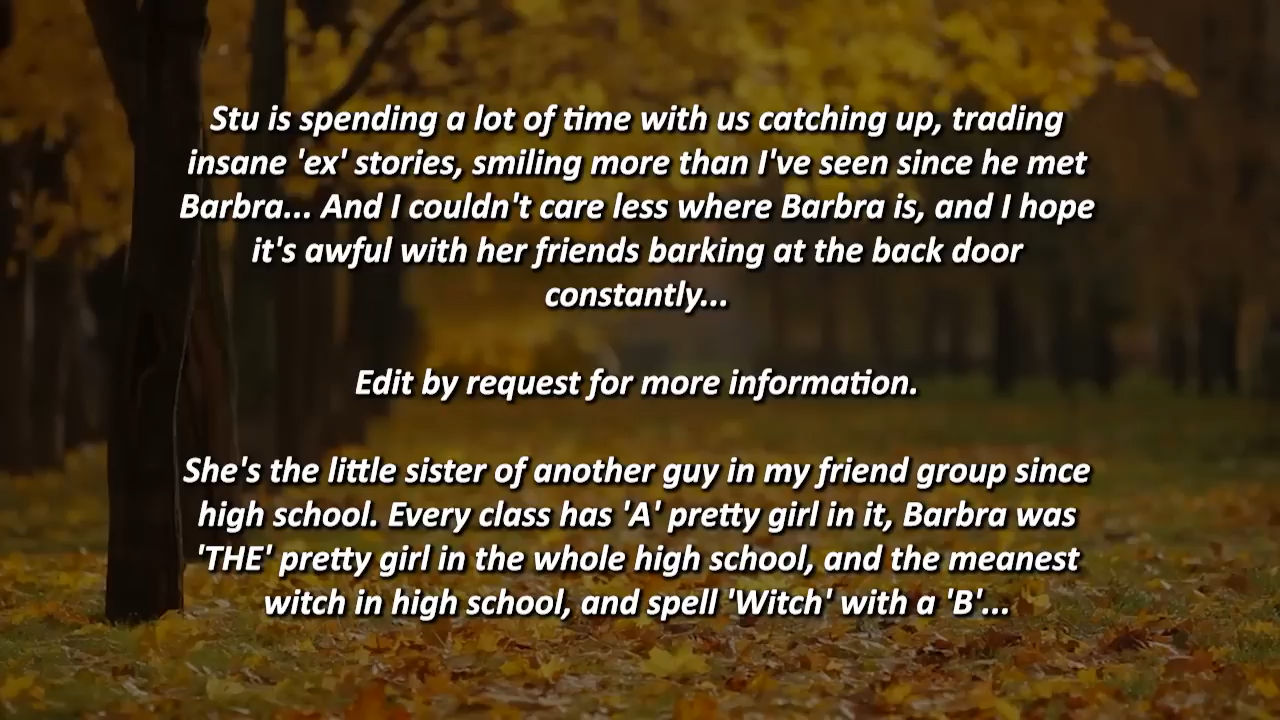 Stu is spending a lot of time with us catching up, trading
insane 'ex' stories, smiling more than I've seen since he met
Barbra... And I couldn't care less where Barbra is, and I hope
it's awful with her friends barking at the back door
constantly...
Edit by request for more information.
She's the little sister of another guy in my friend group since
high school. Every class has 'A' pretty girl in it, Barbra was
'THE' pretty girl in the whole high school, and the meanest
witch in high school, and spell 'Witch' with a 'B'...